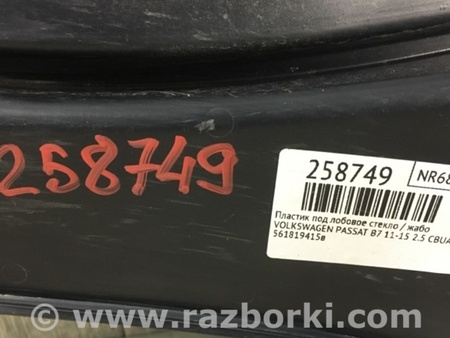 258749
258749 NR68
Пластик под лобовое стекло / жабо
VOLKSWAGEN PASSAT B7 11-15 2.5 CBUA
561819415в
www.razborki.com